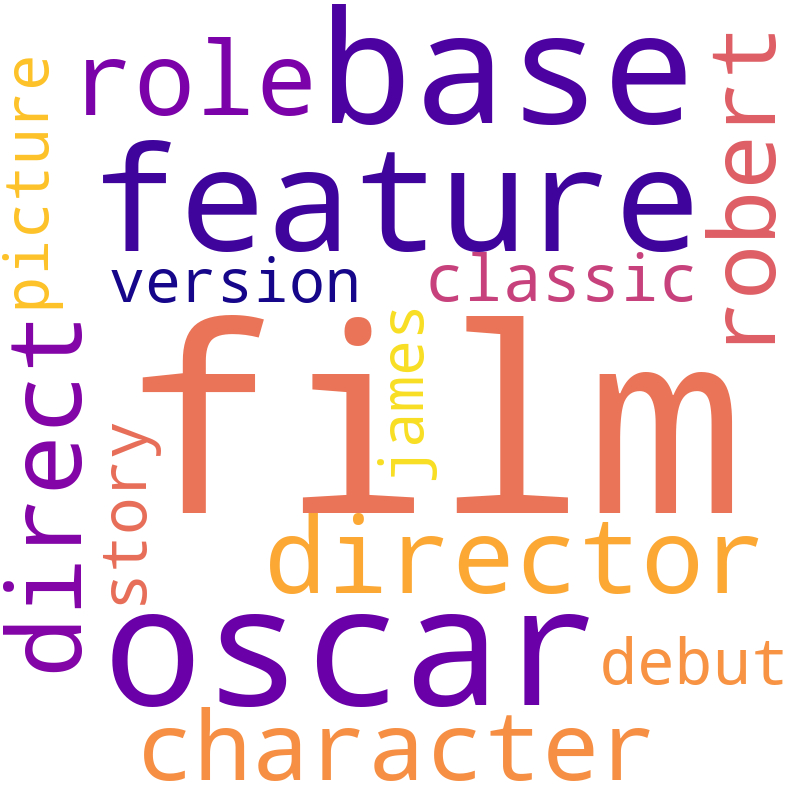 role
base
picture
robert
feature
version
classic
film
james
direct
story
director
oscar
debut
character